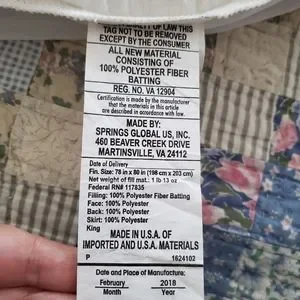 UNDER PENALTY OF LAW THIS
TAG NOT TO BE REMOVED
EXCEPT BY THE CONSUMER
ALL NEW MATERIAL
CONSISTING OF
100% POLYESTER FIBER
BATTING
REG. NO. VA 12904
Certification is made by the manufacturer
that the materials in this article
are described in accordance with law.
MADE BY:
SPRINGS GLOBAL US, INC.
460 BEAVER CREEK DRIVE
MARTINSVILLE, VA 24112
Date of Delivery
Fin. Size: 78 in x 80 in (198 cm x 203 cm)
Net weight of fill mat.: 1 lb 13 oz
Federal RN# 117835
Filling: 100% Polyester Fiber Batting
Face: 100% Polyester
Back: 100% Polyester
Skirt: 100% Polyester
King
MADE IN U.S.A. OF
IMPORTED AND U.S.A. MATERIALS
P 1624102
Date and Place of Manufacture:
February 2018
Month Year